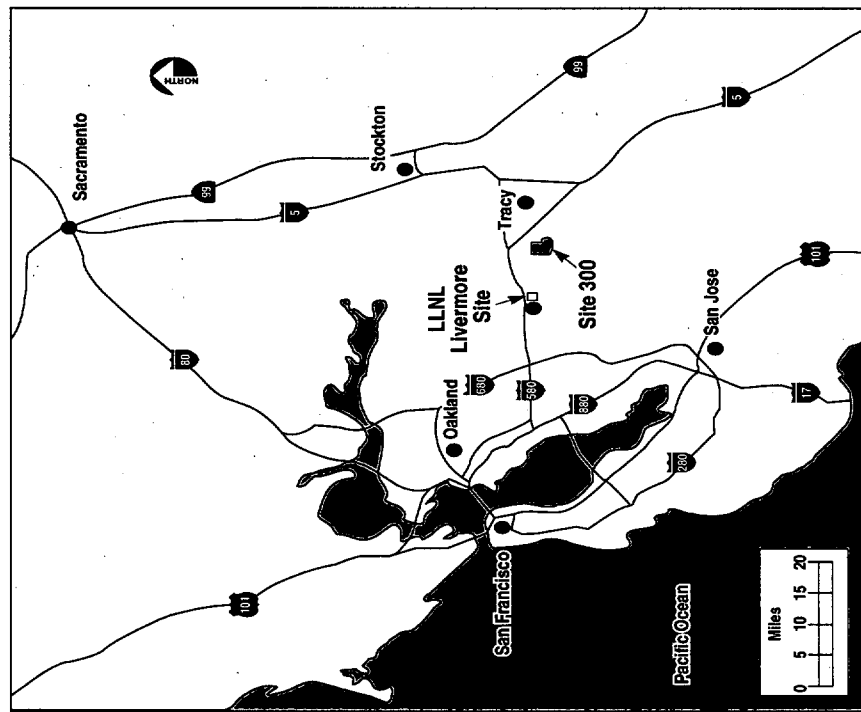 Sacramento
NORTH
99
Stockton
99
5
5
Tracy
80
LLNL
Livermore
Site
Site 300
101
San Jose
680
580
Oakland
880
17
280
101
San Francisco
Pacific Ocean
Miles
0 5 10 15 20